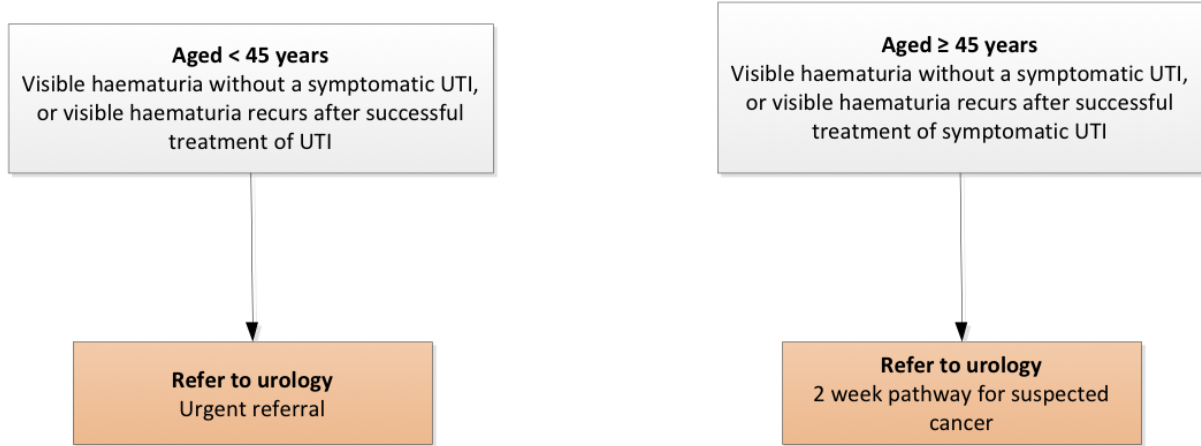 Aged < 45 years
Visible haematuria without a symptomatic UTI,
or visible haematuria recurs after successful
treatment of UTI
Refer to urology
Urgent referral
Aged ≥ 45 years
Visible haematuria without a symptomatic UTI,
or visible haematuria recurs after successful
treatment of symptomatic UTI
Refer to urology
2 week pathway for suspected
cancer